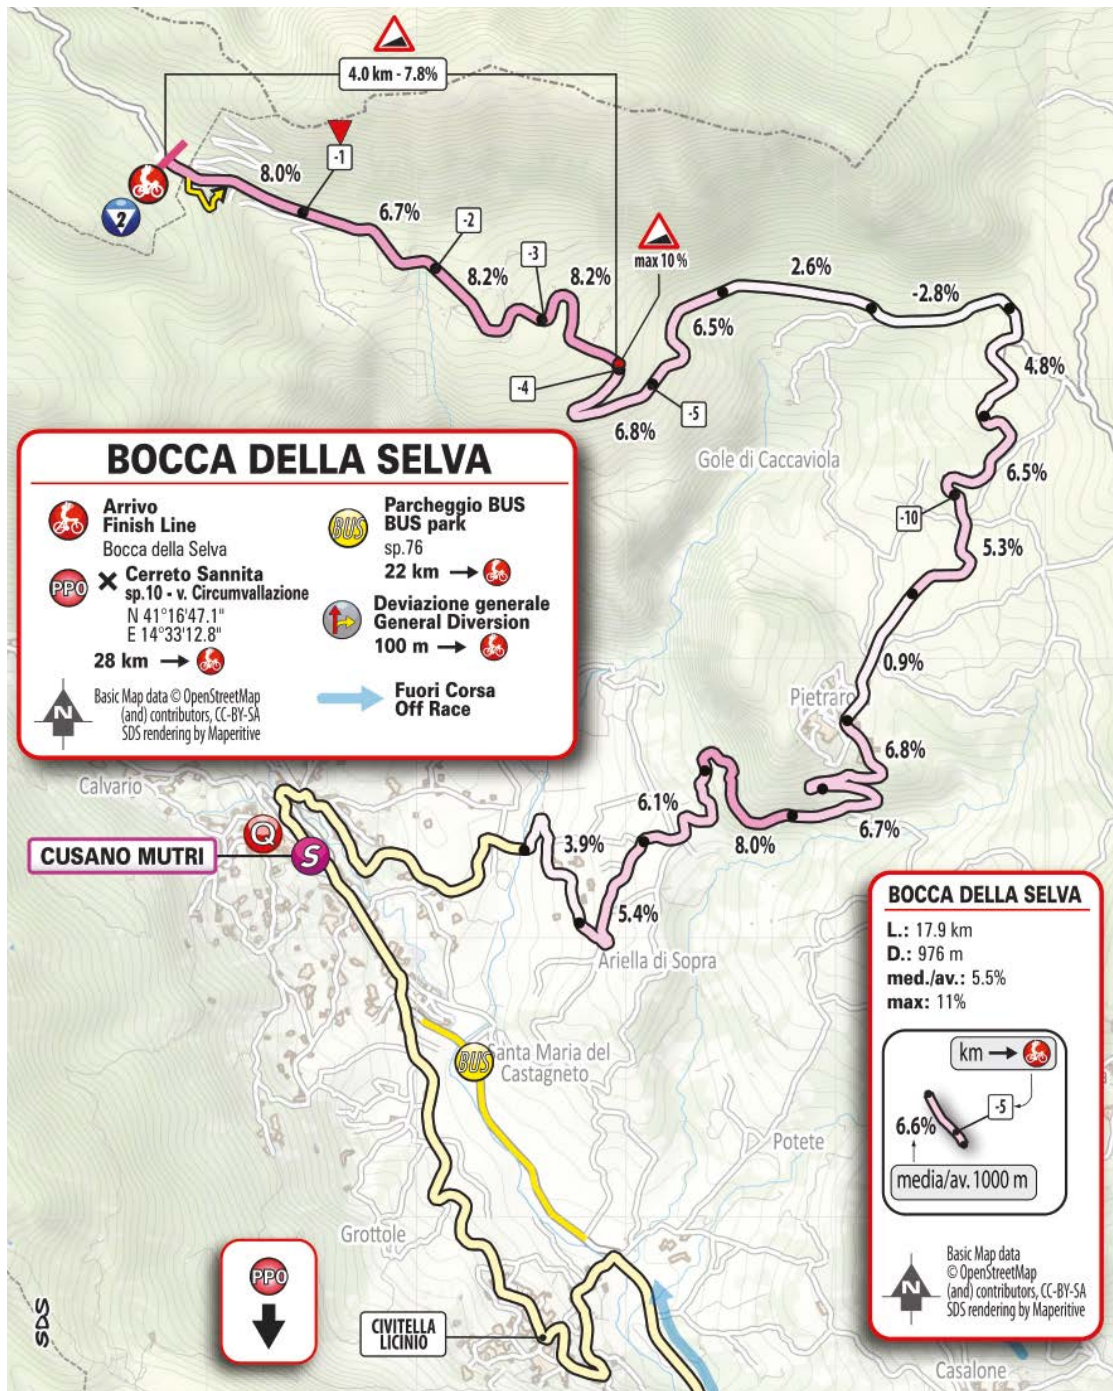 4.0 km - 7.8%
-1
8.0%
2
6.7%
-2
-3
8.2%
8.2%
max 10 %
2.6%
-2.8%
6.5%
4.8%
-4
-5
6.8%
Gole di Caccaviola
6.5%
-10
5.3%
BOCCA DELLA SELVA
Arrivo
Finish Line
Bocca della Selva
PPO
Cerreto Sannita
sp.10 - v. Circumvallazione
N 41°16'47.1"
E 14°33'12.8"
28 km
BUS
Parcheggio BUS
BUS park
sp.76
22 km
Deviazione generale
General Diversion
100 m
N
Basic Map data © OpenStreetMap
(and) contributors, CC-BY-SA
SDS rendering by Maperitive
Fuori Corsa
Off Race
0.9%
Pietraro
6.8%
Calvario
6.1%
3.9%
8.0%
6.7%
Q
S
CUSANO MUTRI
5.4%
Ariella di Sopra
BOCCA DELLA SELVA
L.: 17.9 km
D.: 976 m
med./av.: 5.5%
max: 11%
km
-5
6.6%
media/av. 1000 m
N
Basic Map data
© OpenStreetMap
(and) contributors, CC-BY-SA
SDS rendering by Maperitive
BUS
Santa Maria del
Castagneto
Potete
Grottole
PPO
CIVITELLA
LICINIO
SDS
Casalone